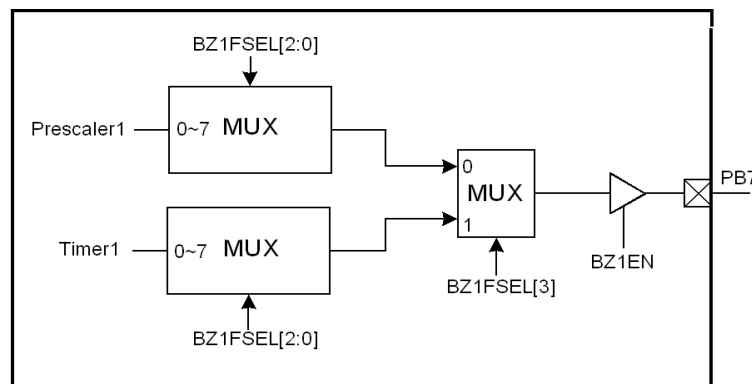 BZ1FSEL[2:0]
Prescaler1
0~7 MUX
0
MUX
1
PB7
Timer1
0~7 MUX
BZ1EN
BZ1FSEL[3]
BZ1FSEL[2:0]